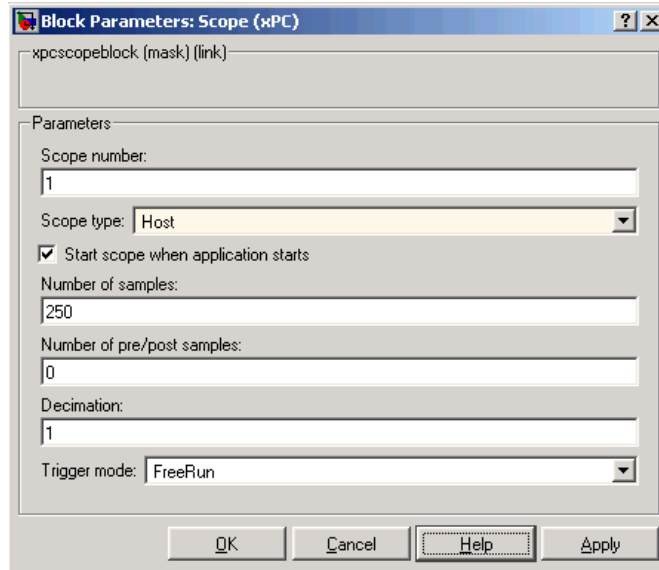 Block Parameters: Scope (xPC)
xpcscopeblock (mask) (link)
Parameters
Scope number:
1
Scope type: Host
Start scope when application starts
Number of samples:
250
Number of pre/post samples:
0
Decimation:
1
Trigger mode: FreeRun
OK Cancel Help Apply